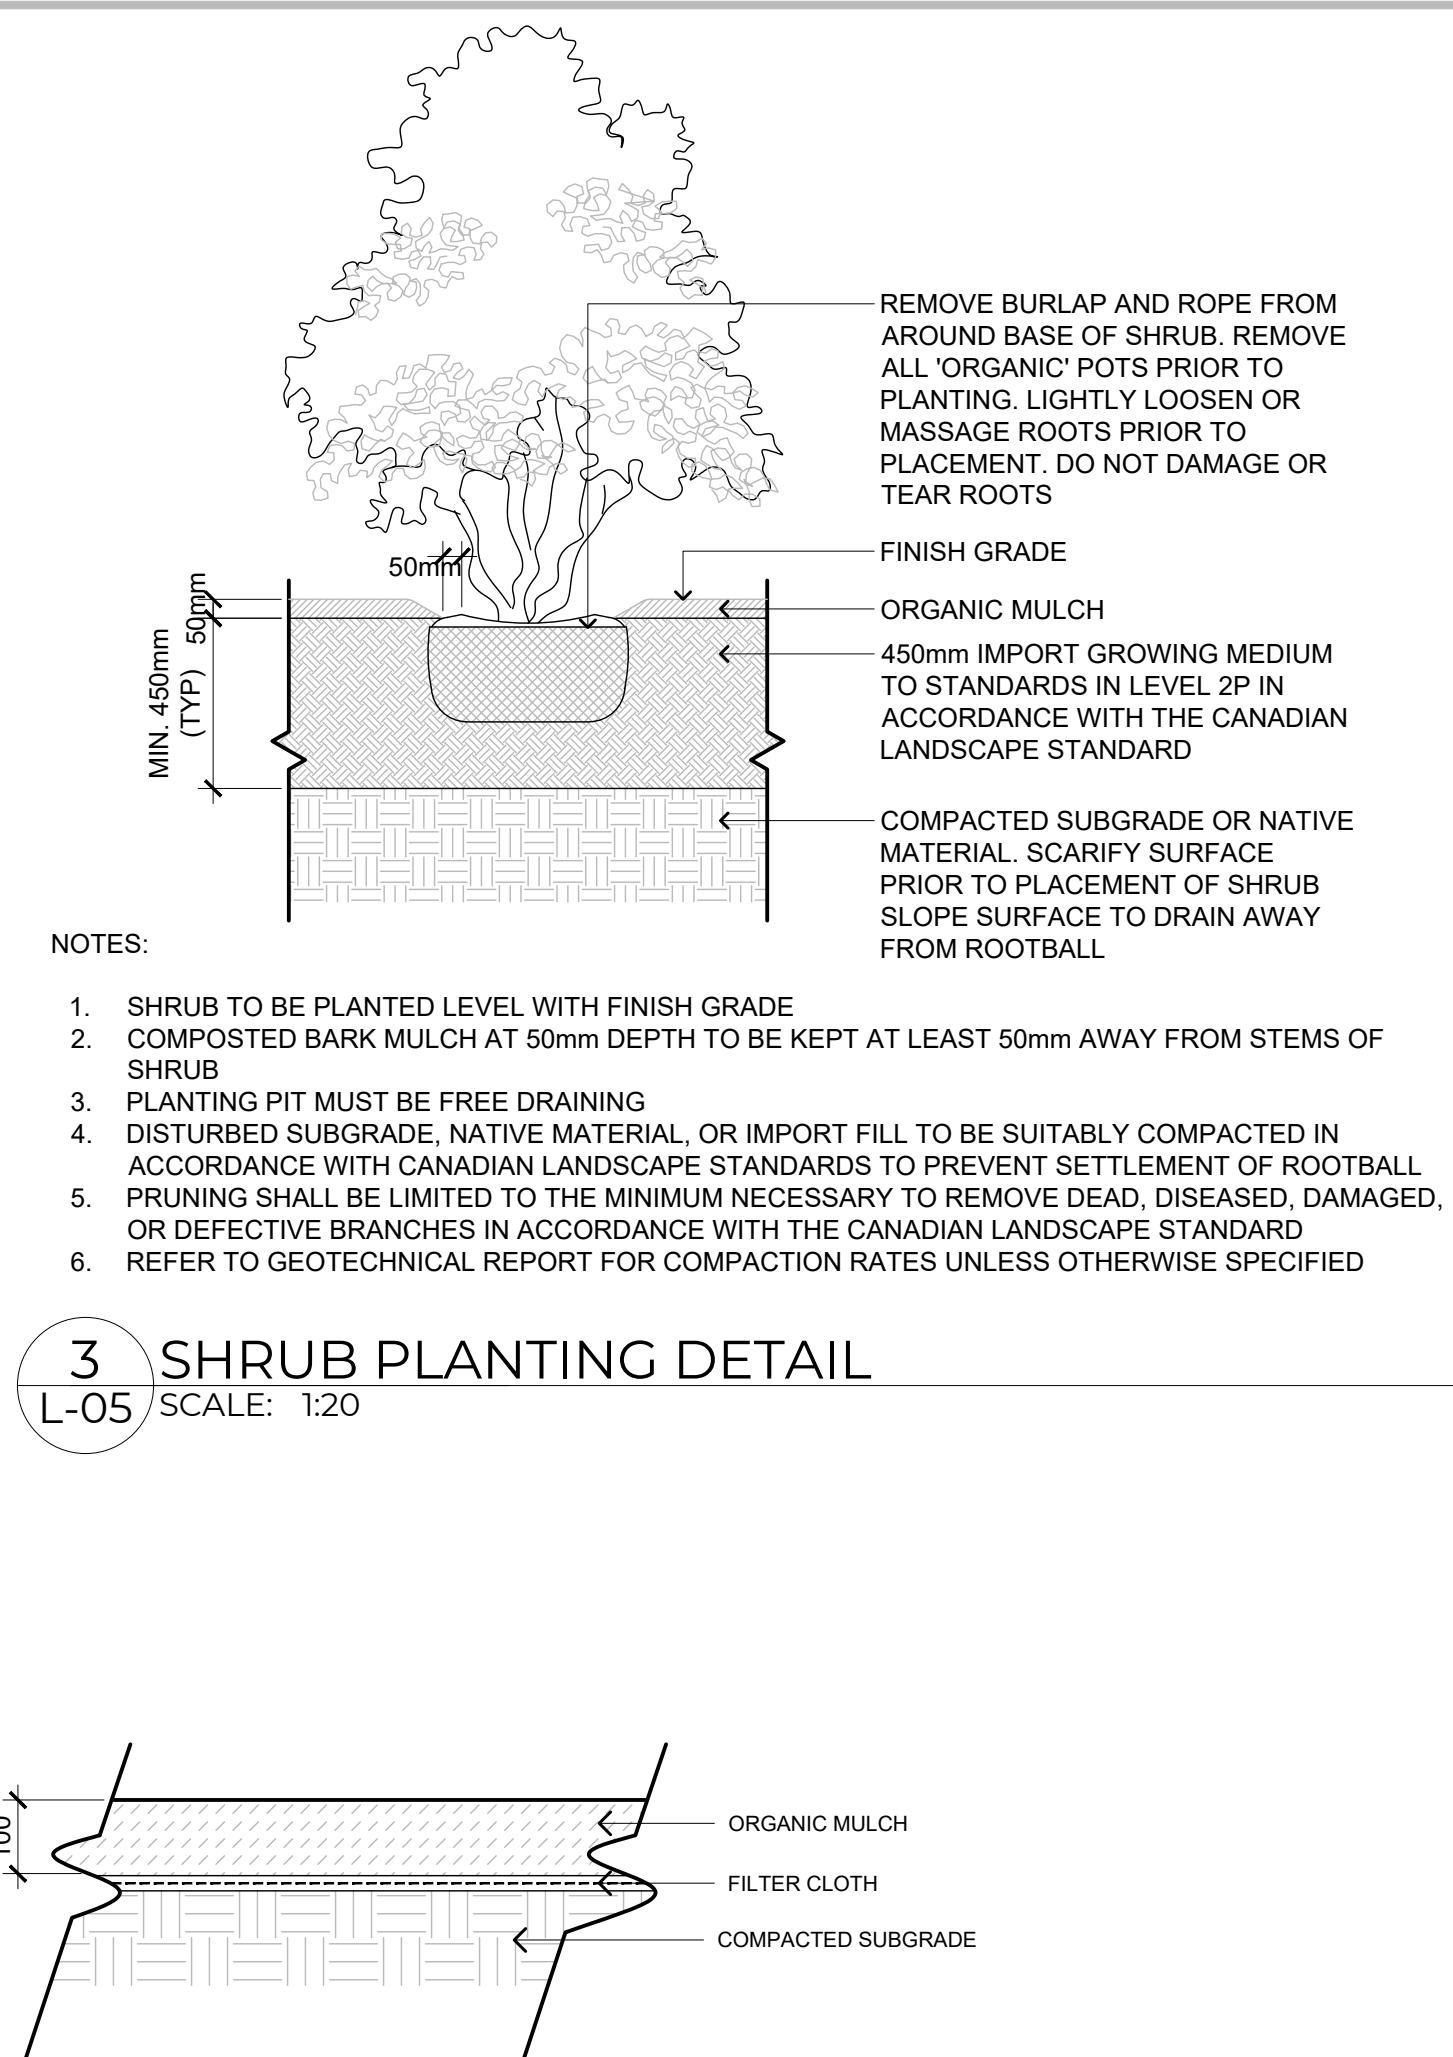 REMOVE BURLAP AND ROPE FROM
AROUND BASE OF SHRUB. REMOVE
ALL 'ORGANIC' POTS PRIOR TO
PLANTING. LIGHTLY LOOSEN OR
MASSAGE ROOTS PRIOR TO
PLACEMENT. DO NOT DAMAGE OR
TEAR ROOTS
50mm
FINISH GRADE
50mm
ORGANIC MULCH
MIN. 450mm
(TYP)
450mm IMPORT GROWING MEDIUM
TO STANDARDS IN LEVEL 2P IN
ACCORDANCE WITH THE CANADIAN
LANDSCAPE STANDARD
COMPACTED SUBGRADE OR NATIVE
MATERIAL. SCARIFY SURFACE
PRIOR TO PLACEMENT OF SHRUB
SLOPE SURFACE TO DRAIN AWAY
FROM ROOTBALL
NOTES:
1. SHRUB TO BE PLANTED LEVEL WITH FINISH GRADE
2. COMPOSTED BARK MULCH AT 50mm DEPTH TO BE KEPT AT LEAST 50mm AWAY FROM STEMS OF
SHRUB
3. PLANTING PIT MUST BE FREE DRAINING
4. DISTURBED SUBGRADE, NATIVE MATERIAL, OR IMPORT FILL TO BE SUITABLY COMPACTED IN
ACCORDANCE WITH CANADIAN LANDSCAPE STANDARDS TO PREVENT SETTLEMENT OF ROOTBALL
5. PRUNING SHALL BE LIMITED TO THE MINIMUM NECESSARY TO REMOVE DEAD, DISEASED, DAMAGED,
OR DEFECTIVE BRANCHES IN ACCORDANCE WITH THE CANADIAN LANDSCAPE STANDARD
6. REFER TO GEOTECHNICAL REPORT FOR COMPACTION RATES UNLESS OTHERWISE SPECIFIED
3
L-05
SHRUB PLANTING DETAIL
SCALE: 1:20
100
ORGANIC MULCH
FILTER CLOTH
COMPACTED SUBGRADE